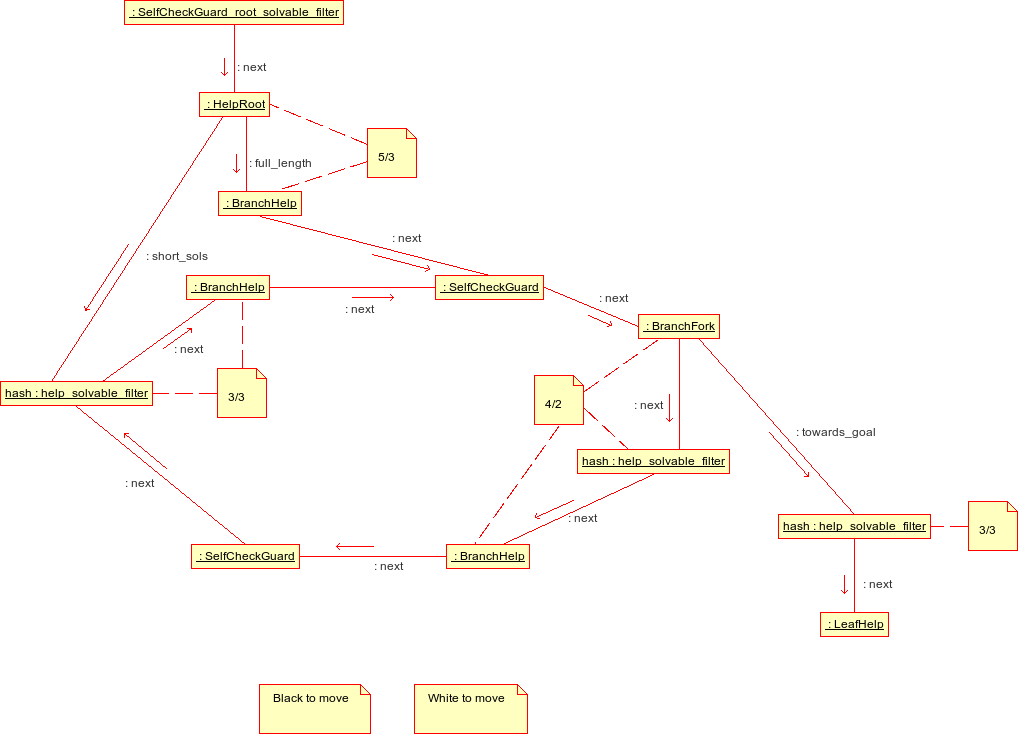 : SelfCheckGuard_root_solvable_filter
: next
: HelpRoot
5/3
: full_length
: BranchHelp
: next
: short_sols
: BranchHelp
: SelfCheckGuard
: next
: next
: BranchFork
: next
hash : help_solvable_filter
3/3
4/2
: next
: towards_goal
hash : help_solvable_filter
: next
: next
hash : help_solvable_filter
3/3
: SelfCheckGuard
: next
: BranchHelp
: next
: LeafHelp
Black to move
White to move